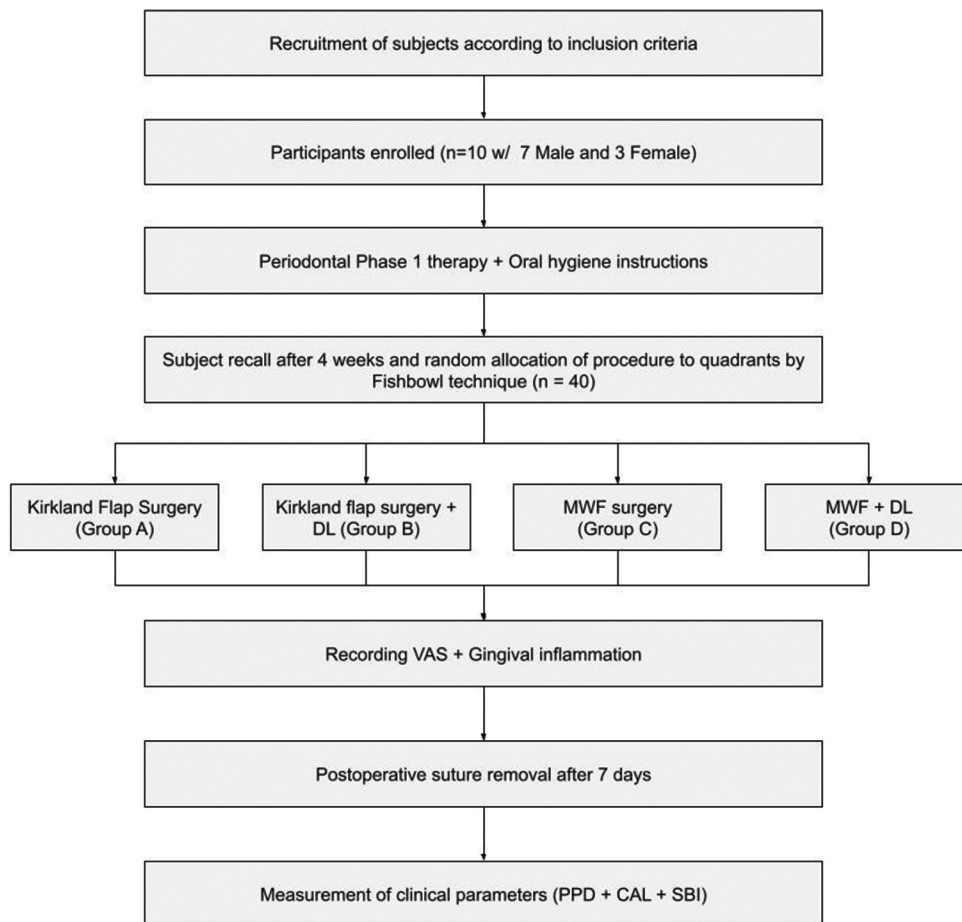 Recruitment of subjects according to inclusion criteria
Participants enrolled (n=10 w/ 7 Male and 3 Female)
Periodontal Phase 1 therapy + Oral hygiene instructions
Subject recall after 4 weeks and random allocation of procedure to quadrants by
Fishbowl technique (n = 40)
Kirkland Flap Surgery
(Group A)
Kirkland flap surgery +
DL (Group B)
MWF surgery
(Group C)
MWF + DL
(Group D)
Recording VAS + Gingival inflammation
Postoperative suture removal after 7 days
Measurement of clinical parameters (PPD + CAL + SBI)